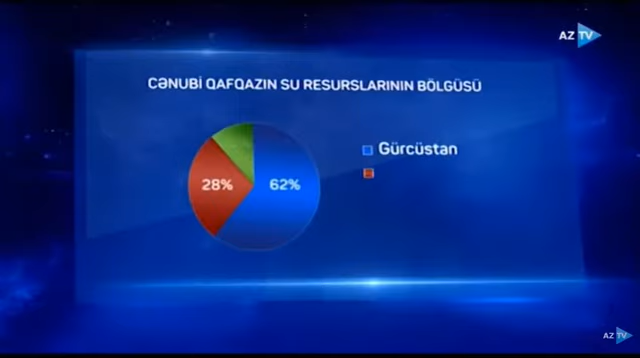 AZ TV
CƏNUBİ QAFQAZIN SU RESURSLARININ BÖLGÜSÜ
Gürcüstan
28%
62%
AZ TV